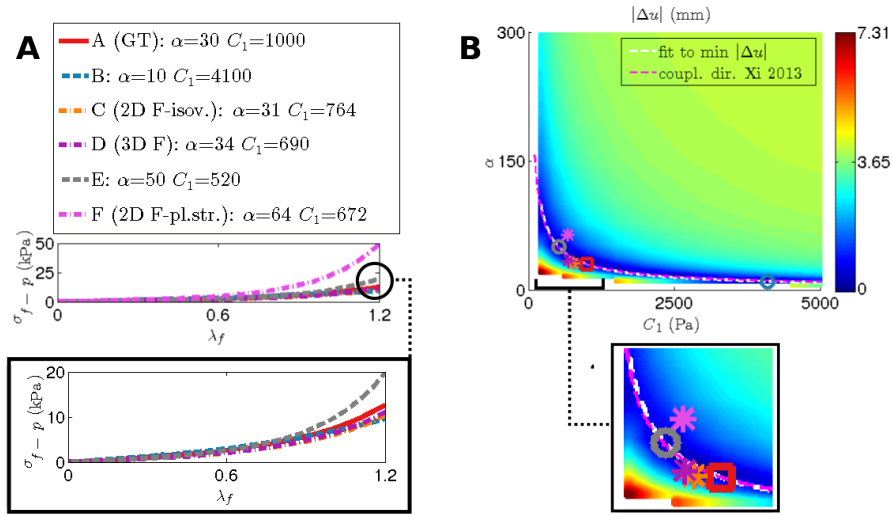 A
A (GT): α=30 C₁=1000
B: α=10 C₁=4100
C (2D F-isov.): α=31 C₁=764
D (3D F): α=34 C₁=690
E: α=50 C₁=520
F (2D F-pl.str.): α=64 C₁=672
50
25
0
σ_f − p (kPa)
0 0.6 1.2
λ_f
20
10
0
σ_f − p (kPa)
0 0.6 1.2
λ_f
B
|Δu| (mm)
fit to min |Δu|
coupl. dir. Xi 2013
300
150
0
α
0 2500 5000
C₁ (Pa)
7.31
3.65
0